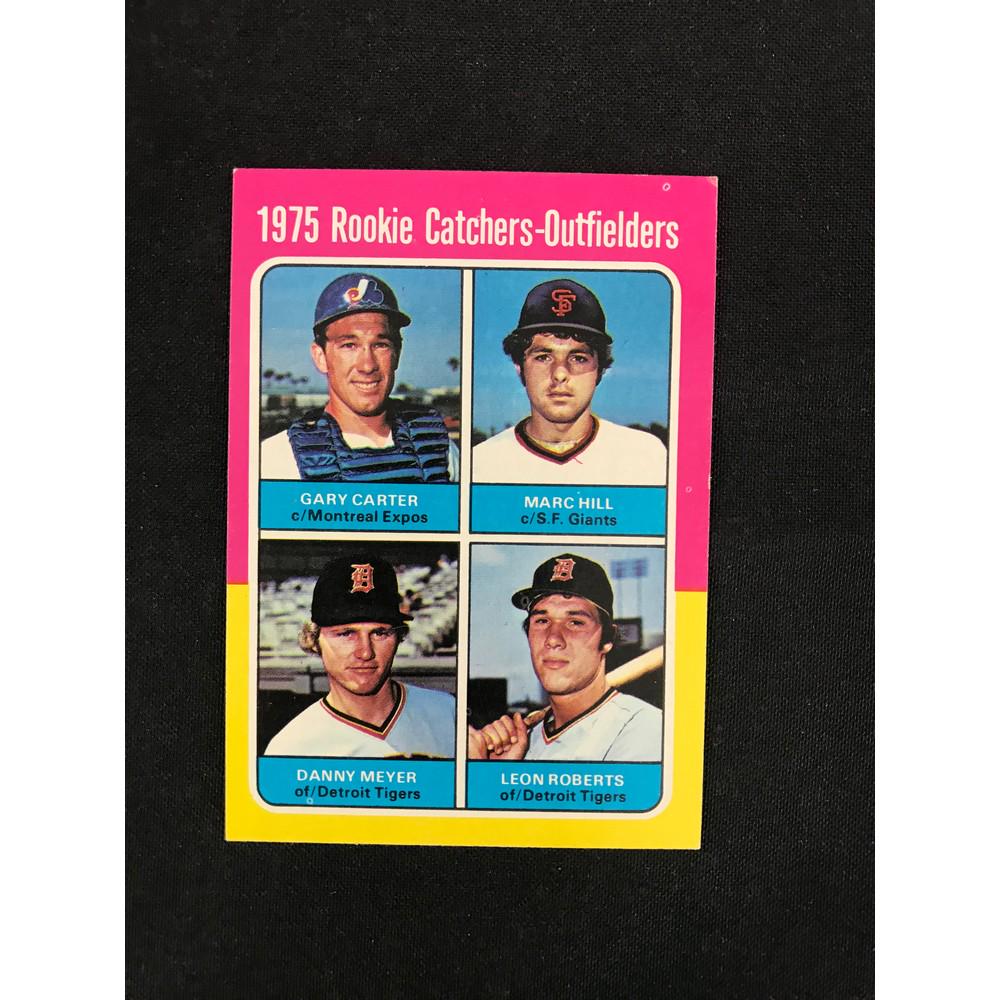 1975 Rookie Catchers-Outfielders
SF
GARY CARTER
c/Montreal Expos
MARC HILL
c/S.F. Giants
D
D
DANNY MEYER
of/Detroit Tigers
LEON ROBERTS
of/Detroit Tigers